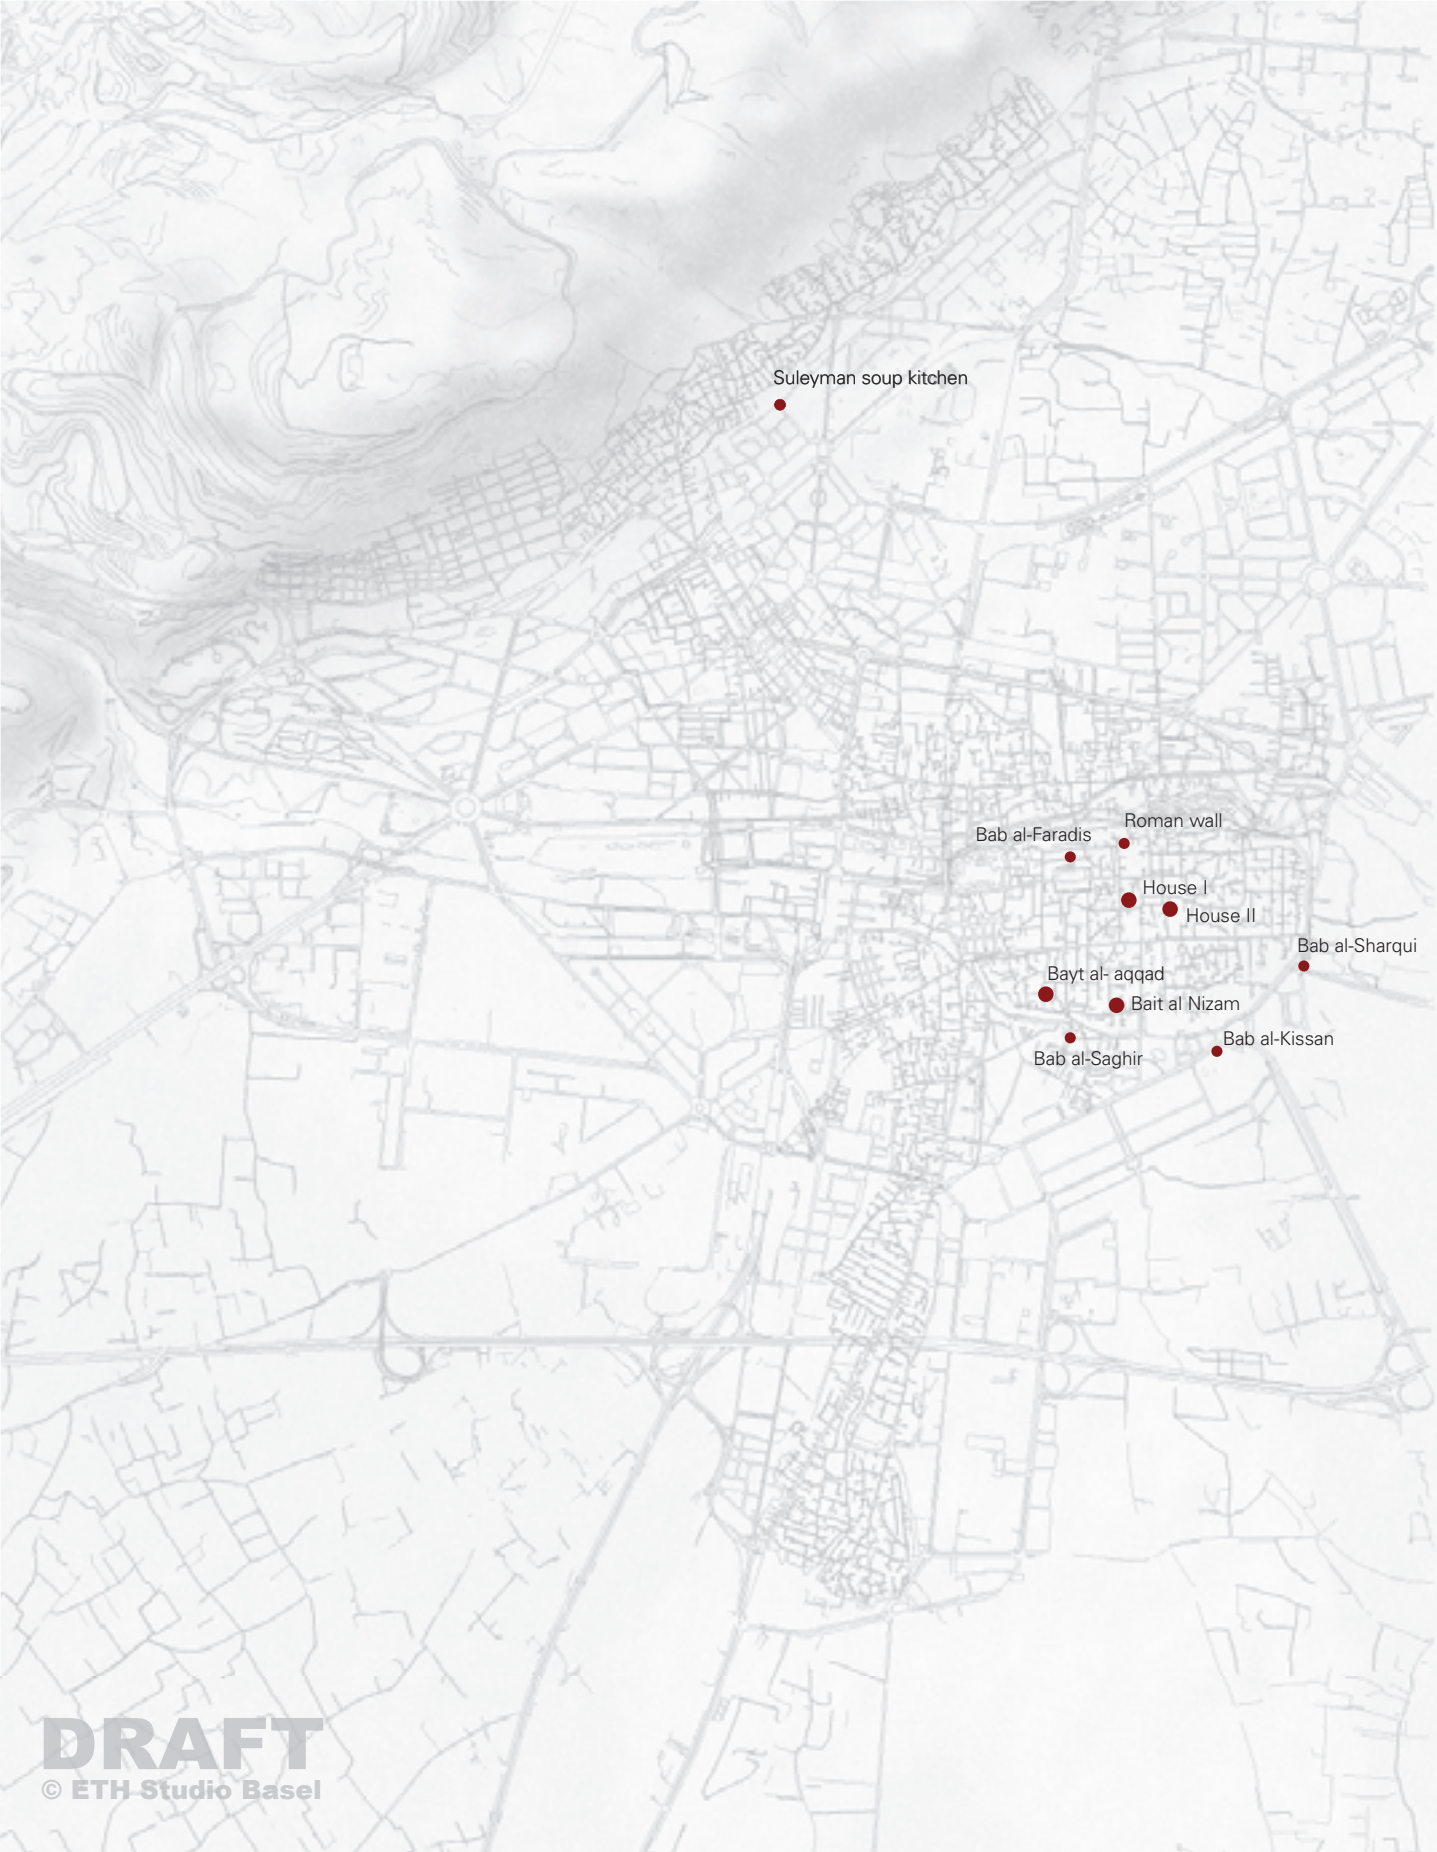 Suleyman soup kitchen
Roman wall
Bab al-Faradis
House I
House II
Bab al-Sharqui
Bayt al- aqqad
Bait al Nizam
Bab al-Kissan
Bab al-Saghir
DRAFT
© ETH Studio Basel